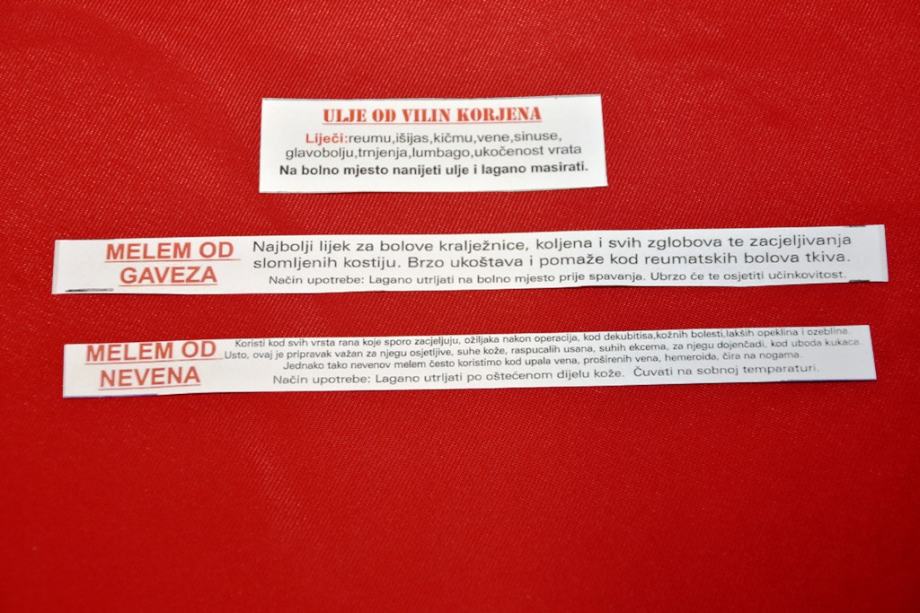 ULJE OD VILIN KORJENA
Liječi:reumu,išijas,kičmu,vene,sinuse,
glavobolju,trnjenja,lumbago,ukočenost vrata
Na bolno mjesto nanijeti ulje i lagano masirati.
MELEM OD
GAVEZA
Najbolji lijek za bolove kralježnice, koljena i svih zglobova te zacjeljivanja
slomljenih kostiju. Brzo ukoštava i pomaže kod reumatskih bolova tkiva.
Način upotrebe: Lagano utrljati na bolno mjesto prije spavanja. Ubrzo će te osjetiti učinkovitost.
MELEM OD
NEVENA
Koristi kod svih vrsta rana koje sporo zacjeljuju, ožiljaka nakon operacija, kod dekubitisa,kožnih bolesti,lakših opeklina i ozeblina.
Usto, ovaj je pripravak važan za njegu osjetljive, suhe kože, raspucalih usana, suhih ekcema, za njegu dojenčadi, kod uboda kukaca.
Jednako tako nevenov melem često koristimo kod upala vena, proširenih vena, hemeroida, čira na nogama.
Način upotrebe: Lagano utrljati po oštećenom dijelu kože. Čuvati na sobnoj temparaturi.